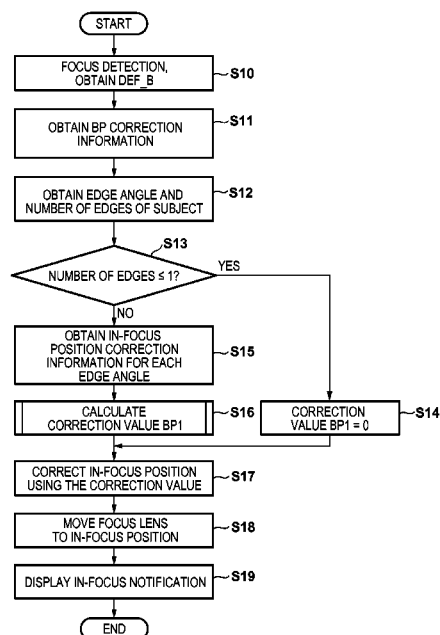 START
FOCUS DETECTION,
OBTAIN DEF_B
S10
OBTAIN BP CORRECTION
INFORMATION
S11
OBTAIN EDGE ANGLE AND
NUMBER OF EDGES OF SUBJECT
S12
S13
NUMBER OF EDGES ≤ 1?
YES
NO
OBTAIN IN-FOCUS
POSITION CORRECTION
INFORMATION FOR EACH
EDGE ANGLE
S15
CALCULATE
CORRECTION VALUE BP1
S16
CORRECTION
VALUE BP1 = 0
S14
CORRECT IN-FOCUS POSITION
USING THE CORRECTION VALUE
S17
MOVE FOCUS LENS
TO IN-FOCUS POSITION
S18
DISPLAY IN-FOCUS NOTIFICATION
S19
END